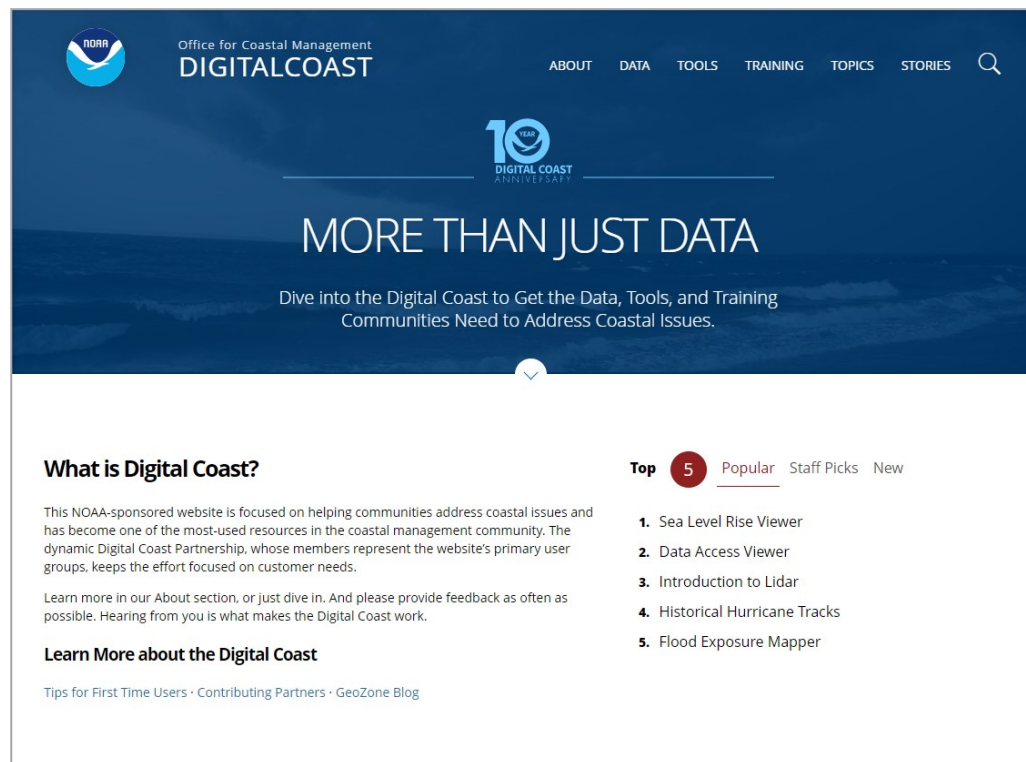 NOAA
Office for Coastal Management
DIGITALCOAST
ABOUT DATA TOOLS TRAINING TOPICS STORIES
10
YEAR
DIGITAL COAST
ANNIVERSARY
MORE THAN JUST DATA
Dive into the Digital Coast to Get the Data, Tools, and Training
Communities Need to Address Coastal Issues.
What is Digital Coast?
This NOAA-sponsored website is focused on helping communities address coastal issues and
has become one of the most-used resources in the coastal management community. The
dynamic Digital Coast Partnership, whose members represent the website’s primary user
groups, keeps the effort focused on customer needs.
Learn more in our About section, or just dive in. And please provide feedback as often as
possible. Hearing from you is what makes the Digital Coast work.
Learn More about the Digital Coast
Tips for First Time Users · Contributing Partners · GeoZone Blog
Top 5 Popular Staff Picks New
1. Sea Level Rise Viewer
2. Data Access Viewer
3. Introduction to Lidar
4. Historical Hurricane Tracks
5. Flood Exposure Mapper